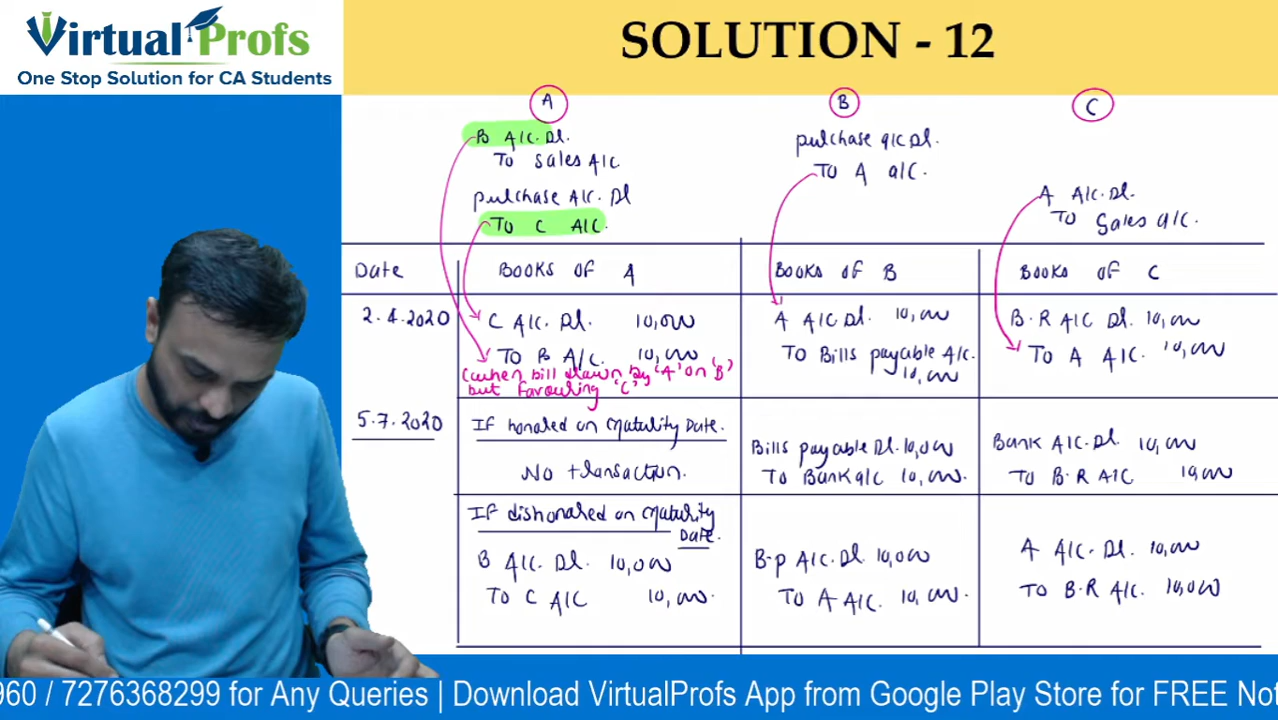 Virtual Profs
One Stop Solution for CA Students
SOLUTION - 12
A
B A/C. Dr.
To Sales A/C
purchase A/C. Dr
To C A/C.
B
purchase a/c Dr.
To A a/c.
C
A A/C. Dr.
To Sales a/c.
Date
BOOKS OF A
BOOKS OF B
BOOKS OF C
2.4.2020
C A/C. Dr. 10,000
To B A/C. 10,000
(when bill drawn by 'A' on 'B'
but favouring 'C'
A A/C Dr. 10,000
To Bills payable A/C.
10,000
B.R A/C Dr. 10,000
To A A/C. 10,000
5.7.2020
If honored on maturity Date.
No transaction.
Bills payable Dr. 10,000
To Bank a/c 10,000.
Bank A/C. Dr. 10,000
To B.R A/C 10,000
If dishonored on maturity
Date.
B A/C. Dr. 10,000
To C A/C 10,000.
B.p A/C. Dr 10,000
To A A/C. 10,000.
A A/C. Dr. 10,000
To B.R A/C. 10,000
960 / 7276368299 for Any Queries | Download VirtualProfs App from Google Play Store for FREE Not